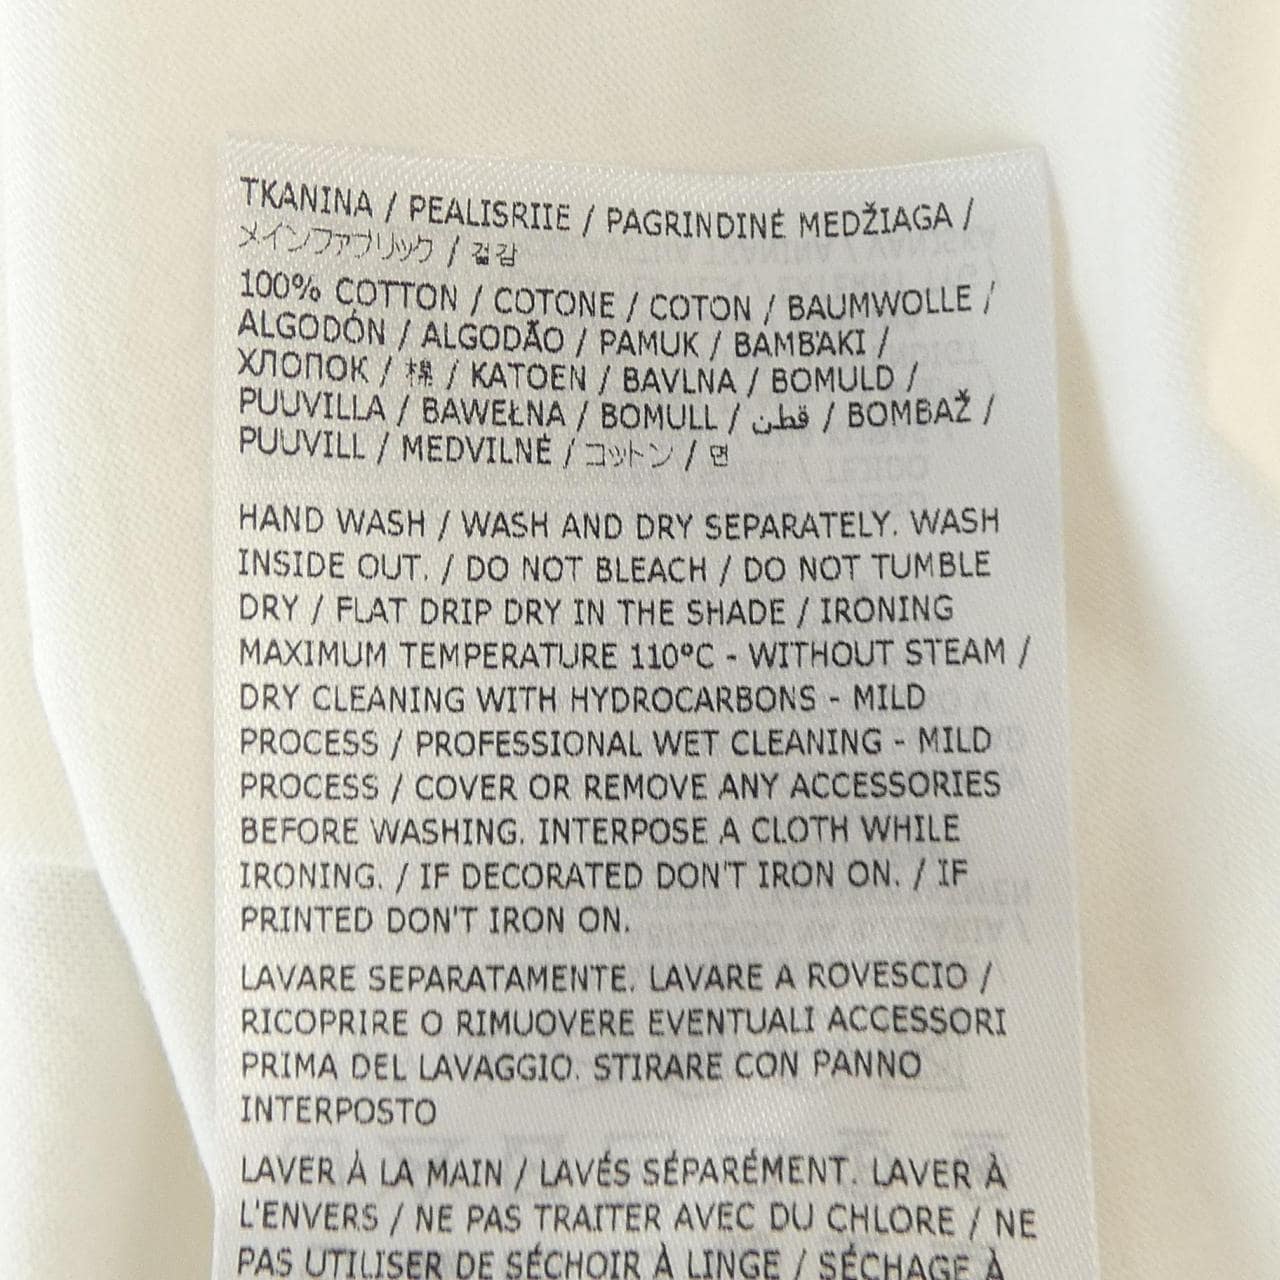 TKANINA / PEALISRIIE / PAGRINDINĖ MEDŽIAGA /
メインファブリック / 겉감
100% COTTON / COTONE / COTON / BAUMWOLLE /
ALGODÓN / ALGODÃO / PAMUK / BAMBAKI /
ХЛОПОК / 棉 / KATOEN / BAVLNA / BOMULD /
PUUVILLA / BAWEŁNA / BOMULL / قطن / BOMBAŽ /
PUUVILL / MEDVILNĖ / コットン / 면
HAND WASH / WASH AND DRY SEPARATELY. WASH
INSIDE OUT. / DO NOT BLEACH / DO NOT TUMBLE
DRY / FLAT DRIP DRY IN THE SHADE / IRONING
MAXIMUM TEMPERATURE 110°C - WITHOUT STEAM /
DRY CLEANING WITH HYDROCARBONS - MILD
PROCESS / PROFESSIONAL WET CLEANING - MILD
PROCESS / COVER OR REMOVE ANY ACCESSORIES
BEFORE WASHING. INTERPOSE A CLOTH WHILE
IRONING. / IF DECORATED DON'T IRON ON. / IF
PRINTED DON'T IRON ON.
LAVARE SEPARATAMENTE. LAVARE A ROVESCIO /
RICOPRIRE O RIMUOVERE EVENTUALI ACCESSORI
PRIMA DEL LAVAGGIO. STIRARE CON PANNO
INTERPOSTO
LAVER À LA MAIN / LAVÉS SÉPARÉMENT. LAVER À
L'ENVERS / NE PAS TRAITER AVEC DU CHLORE / NE
PAS UTILISER DE SÉCHOIR À LINGE / SÉCHAGE À